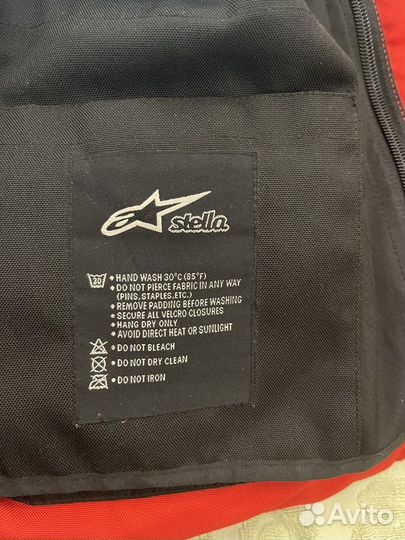 stella
30
• HAND WASH 30°C (85°F)
• DO NOT PIERCE FABRIC IN ANY WAY
(PINS, STAPLES, ETC.)
• REMOVE PADDING BEFORE WASHING
• SECURE ALL VELCRO CLOSURES
• HANG DRY ONLY
• AVOID DIRECT HEAT OR SUNLIGHT
• DO NOT BLEACH
• DO NOT DRY CLEAN
• DO NOT IRON
Avito